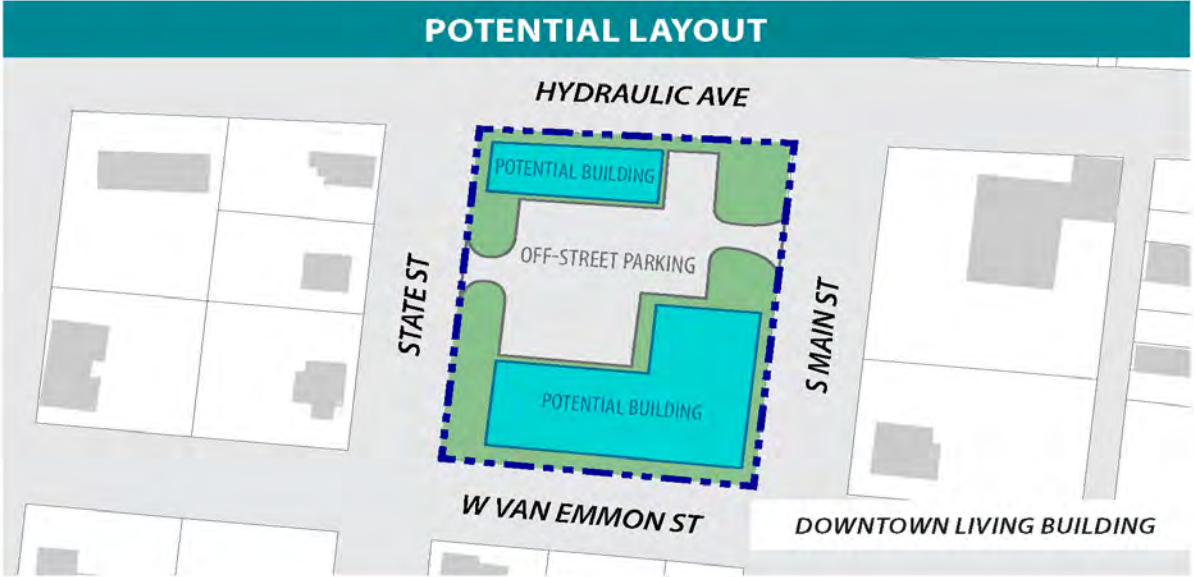 POTENTIAL LAYOUT
HYDRAULIC AVE
POTENTIAL BUILDING
OFF-STREET PARKING
STATE ST
S MAIN ST
POTENTIAL BUILDING
W VAN EMMON ST
DOWNTOWN LIVING BUILDING